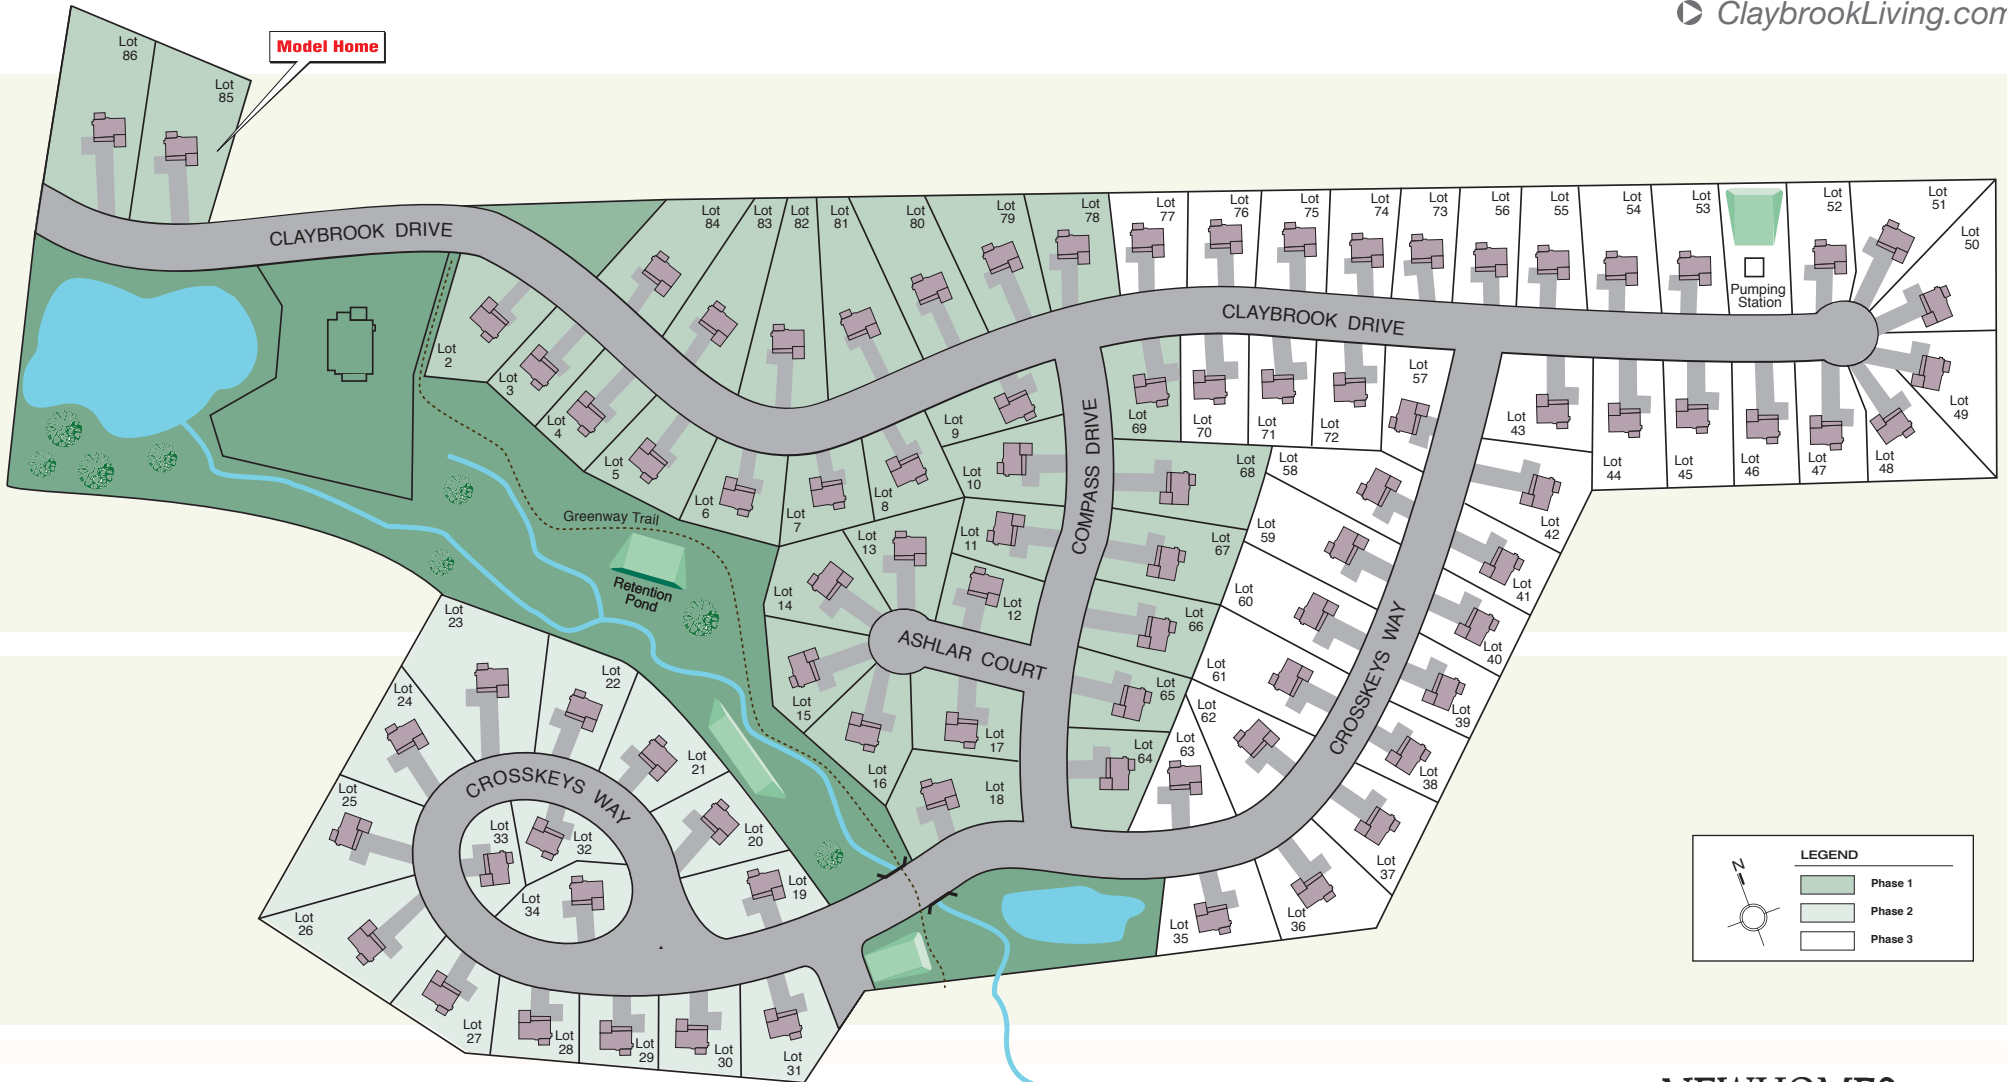 ClaybrookLiving.com
Model Home
Lot
86
Lot
85
CLAYBROOK DRIVE
Lot
84
Lot
83
Lot
82
Lot
81
Lot
80
Lot
79
Lot
78
Lot
77
Lot
76
Lot
75
Lot
74
Lot
73
Lot
56
Lot
55
Lot
54
Lot
53
Lot
52
Lot
51
Lot
50
Pumping
Station
CLAYBROOK DRIVE
Lot
2
Lot
3
Lot
4
Lot
5
Lot
6
Lot
7
Lot
8
Lot
9
Lot
10
Lot
11
Lot
12
Lot
13
Lot
14
Lot
15
Lot
16
Lot
17
Lot
18
COMPASS DRIVE
ASHLAR COURT
Lot
69
Lot
70
Lot
71
Lot
72
Lot
57
Lot
43
Lot
44
Lot
45
Lot
46
Lot
47
Lot
48
Lot
49
Lot
68
Lot
67
Lot
66
Lot
65
Lot
64
Lot
58
Lot
59
Lot
60
Lot
61
Lot
62
Lot
63
CROSSKEYS WAY
Lot
42
Lot
41
Lot
40
Lot
39
Lot
38
Lot
37
Lot
36
Lot
35
Greenway Trail
Retention
Pond
Lot
23
Lot
22
Lot
24
Lot
21
Lot
25
Lot
20
Lot
19
CROSSKEYS WAY
Lot
33
Lot
32
Lot
34
Lot
26
Lot
27
Lot
28
Lot
29
Lot
30
Lot
31
N
LEGEND
Phase 1
Phase 2
Phase 3